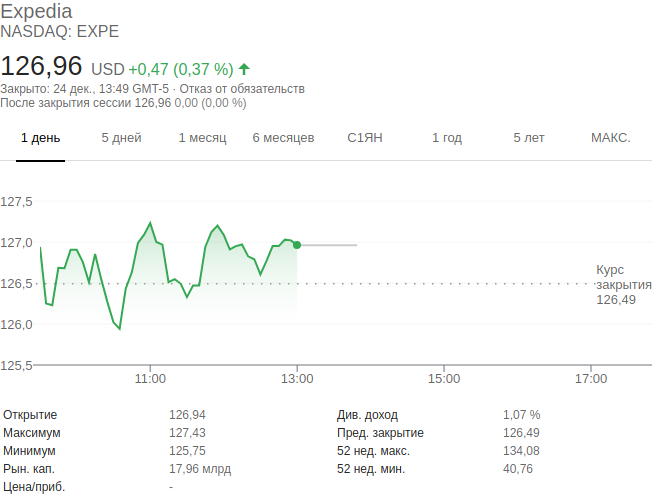 Expedia
NASDAQ: EXPE
126,96 USD +0,47 (0,37 %)
Закрыто: 24 дек., 13:49 GMT-5 · Отказ от обязательств
После закрытия сессии 126,96 0,00 (0,00 %)
1 день 5 дней 1 месяц 6 месяцев С1ЯН 1 год 5 лет МАКС.
127,5
127,0
126,5
126,0
125,5
Курс
закрытия
126,49
11:00 13:00 15:00 17:00
Открытие 126,94 Див. доход 1,07 %
Максимум 127,43 Пред. закрытие 126,49
Минимум 125,75 52 нед. макс. 134,08
Рын. кап. 17,96 млрд 52 нед. мин. 40,76
Цена/приб. -